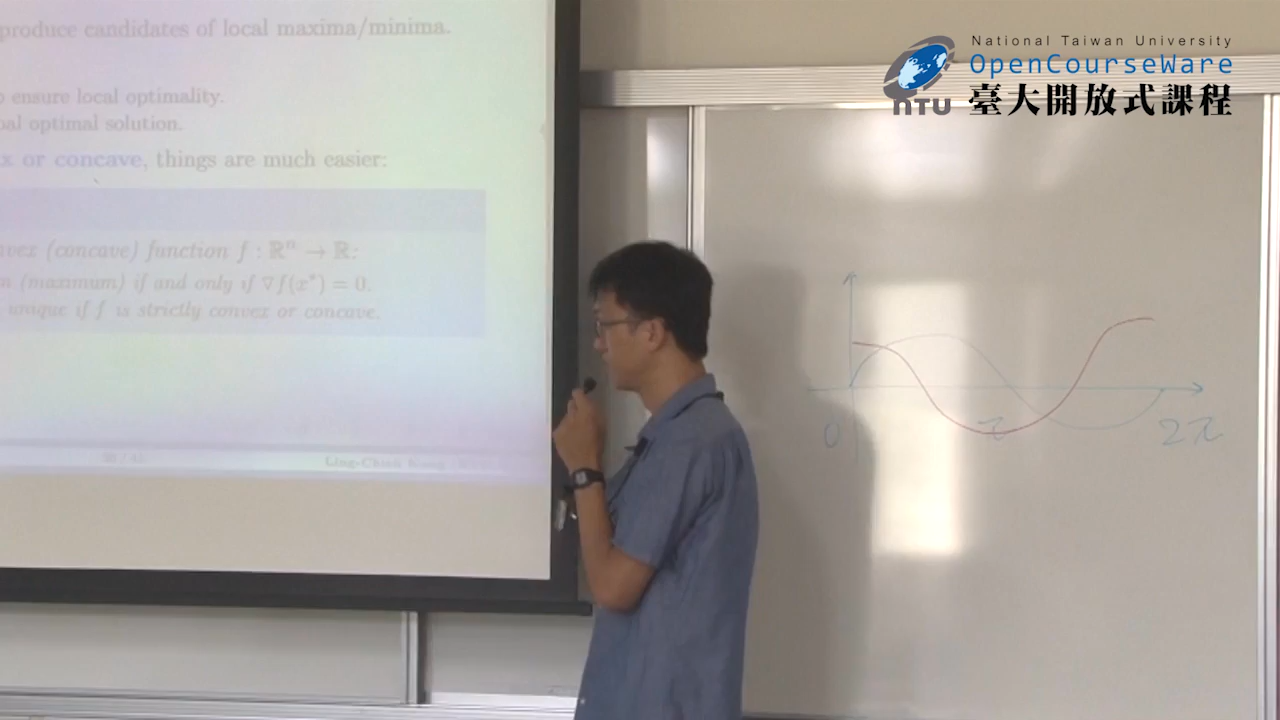 produce candidates of local maxima/minima.
ensure local optimality.
optimal solution.
x or concave, things are much easier:
(concave) function f : ℝⁿ → ℝ:
(maximum) if and only if ▽f(x*) = 0.
unique if f is strictly convex or concave.
National Taiwan University
OpenCourseWare
NTU
臺大開放式課程
0
π
2π